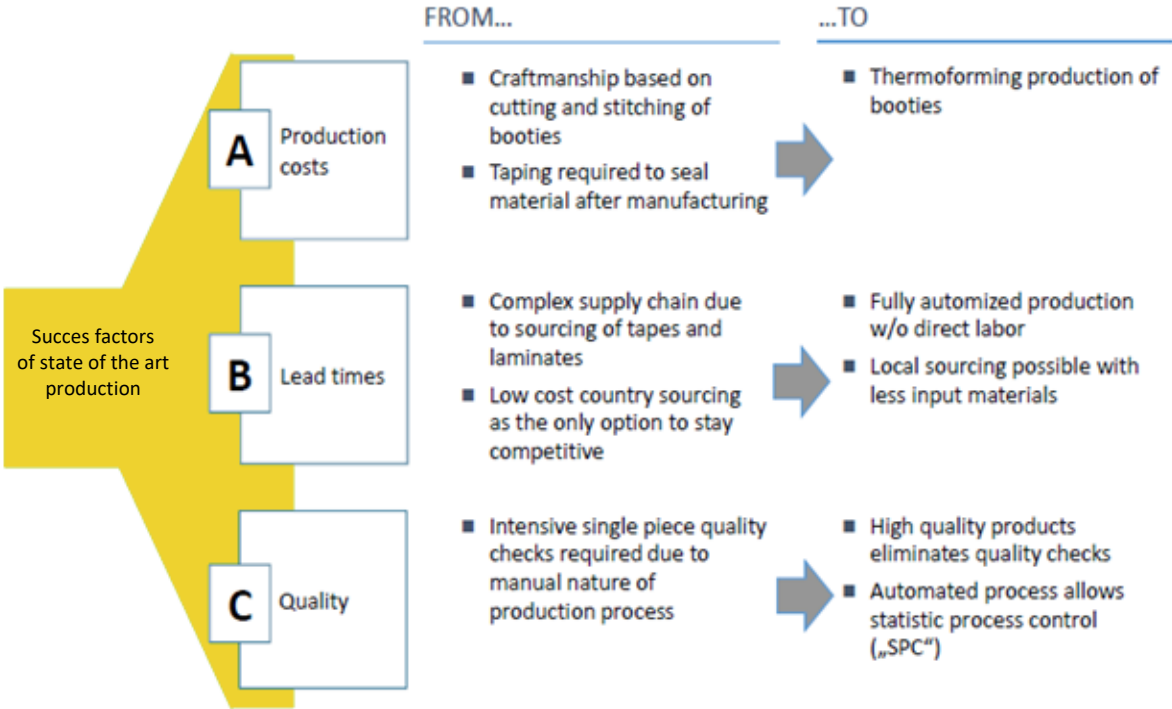 FROM...
...TO
Succes factors
of state of the art
production
A
Production
costs
■ Craftmanship based on
cutting and stitching of
booties
■ Taping required to seal
material after manufacturing
■ Thermoforming production of
booties
B
Lead times
■ Complex supply chain due
to sourcing of tapes and
laminates
■ Low cost country sourcing
as the only option to stay
competitive
■ Fully automized production
w/o direct labor
■ Local sourcing possible with
less input materials
C
Quality
■ Intensive single piece quality
checks required due to
manual nature of
production process
■ High quality products
eliminates quality checks
■ Automated process allows
statistic process control
(„SPC“)